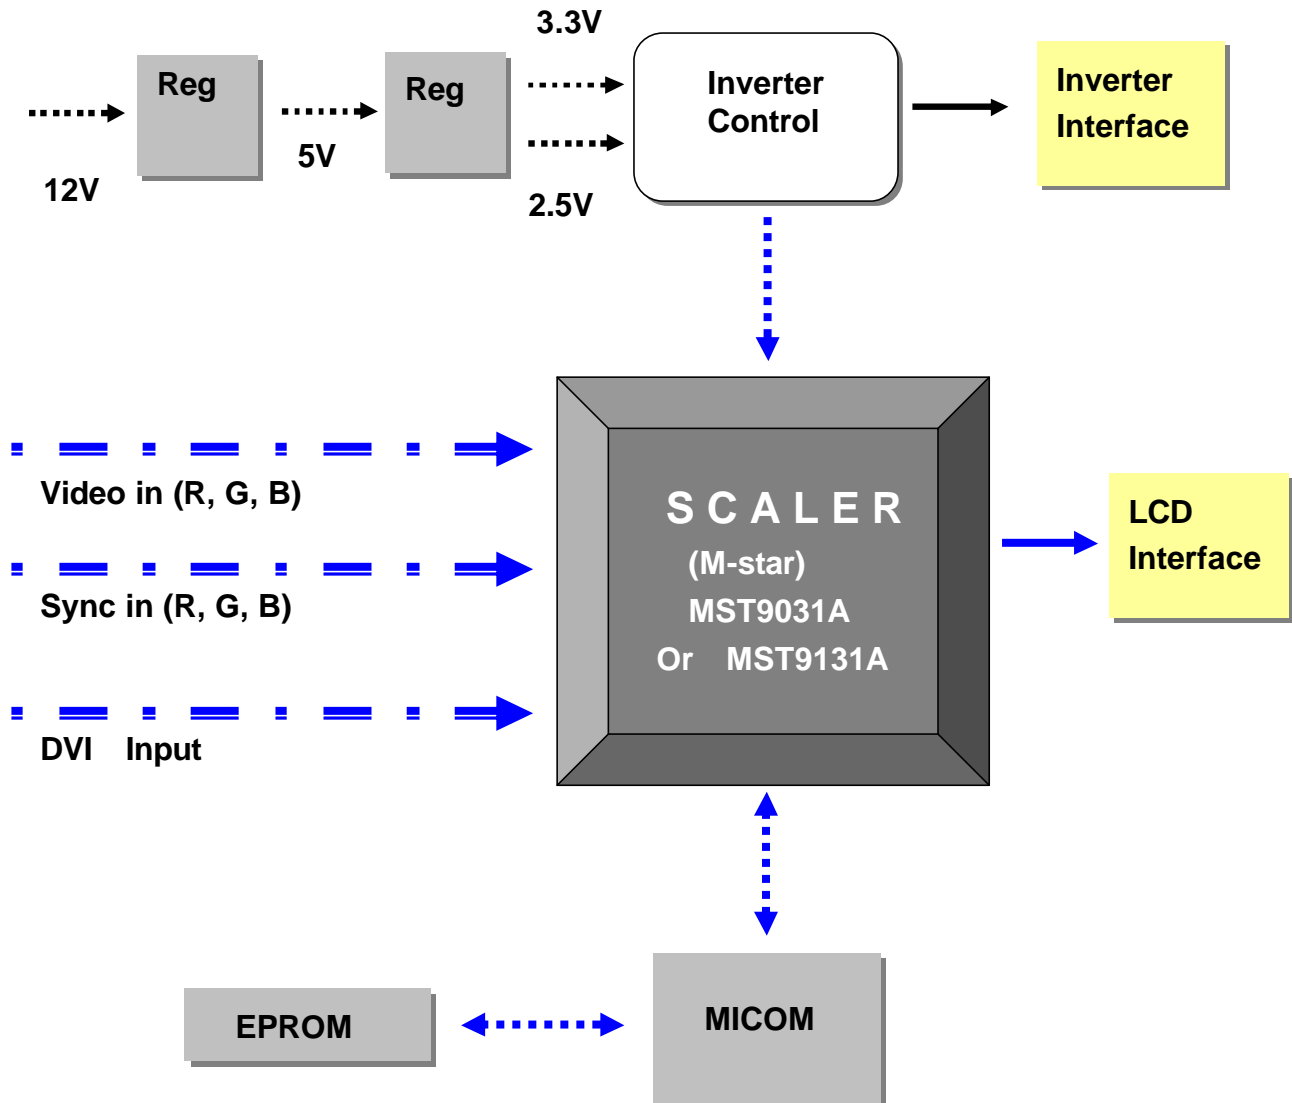 3.3V
Reg
Reg
Inverter
Control
Inverter
Interface
5V
12V
2.5V
Video in (R, G, B)
Sync in (R, G, B)
DVI Input
SCALER
(M-star)
MST9031A
Or MST9131A
LCD
Interface
EPROM
MICOM